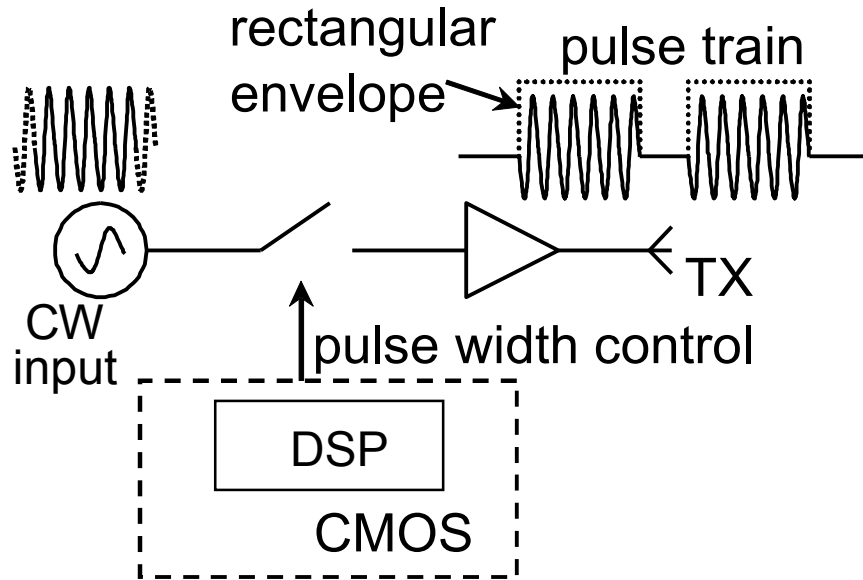 rectangular
envelope
pulse train
TX
CW
input
pulse width control
DSP
CMOS